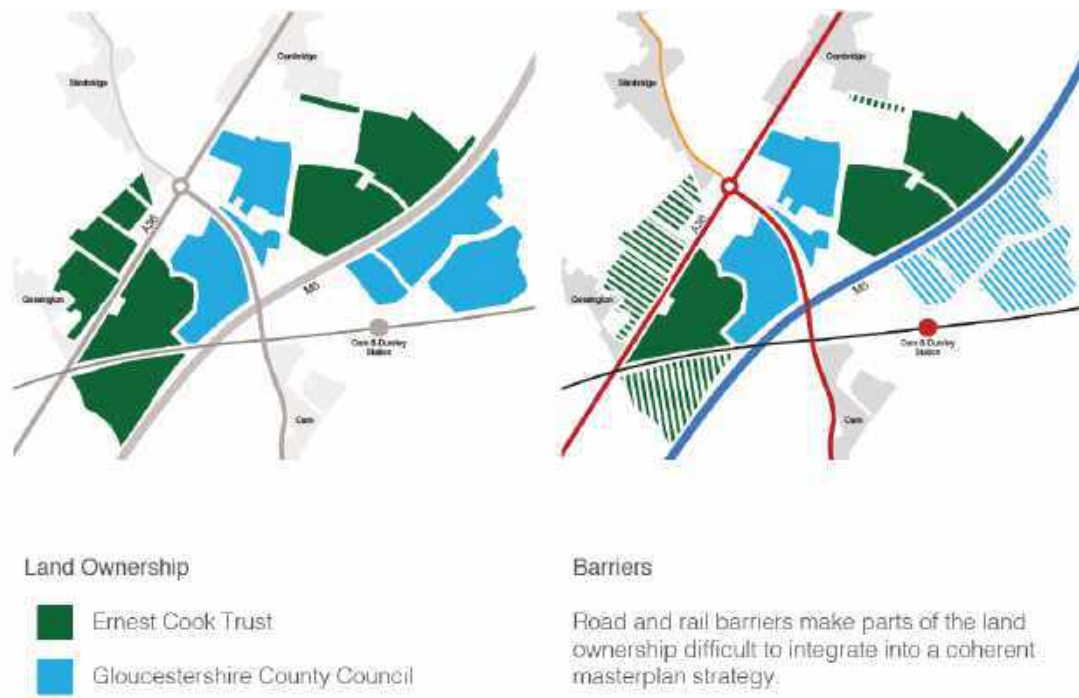 Cambridge
Slimbridge
A38
Gossington
M5
Cam & Dursley
Station
Cam
Cambridge
Slimbridge
A38
Gossington
M5
Cam & Dursley
Station
Cam
Land Ownership
Ernest Cook Trust
Gloucestershire County Council
Barriers
Road and rail barriers make parts of the land
ownership difficult to integrate into a coherent
masterplan strategy.